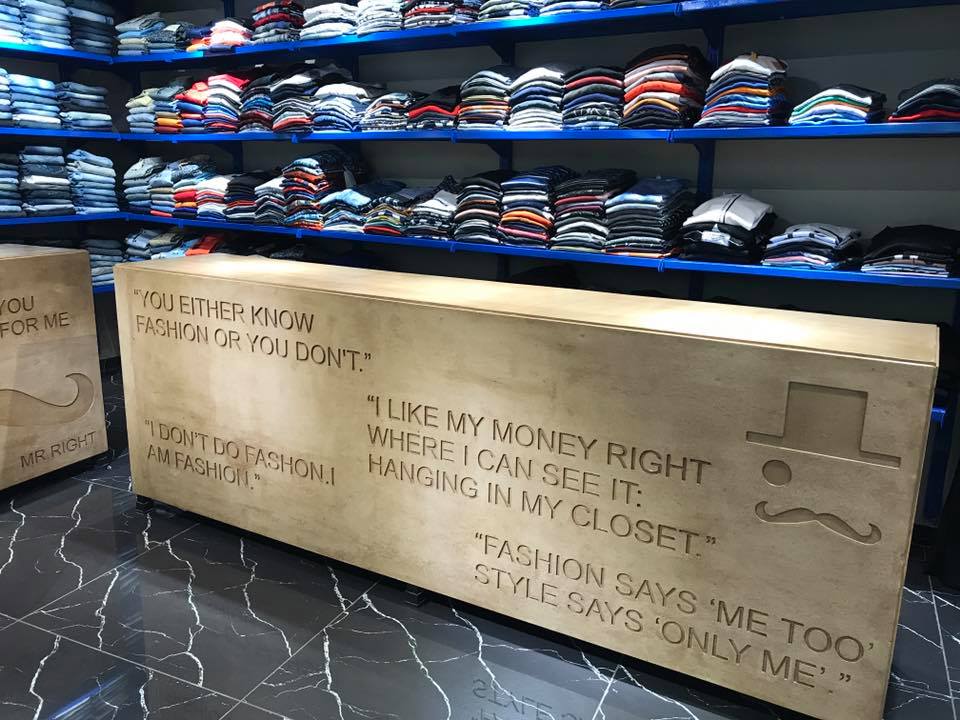 YOU
FOR ME
MR.RIGHT
“YOU EITHER KNOW
FASHION OR YOU DON'T.”
“I DON’T DO FASHON.I
AM FASHION.”
“I LIKE MY MONEY RIGHT
WHERE I CAN SEE IT:
HANGING IN MY CLOSET.”
“FASHION SAYS ‘ME TOO’
STYLE SAYS ‘ONLY ME’ ”